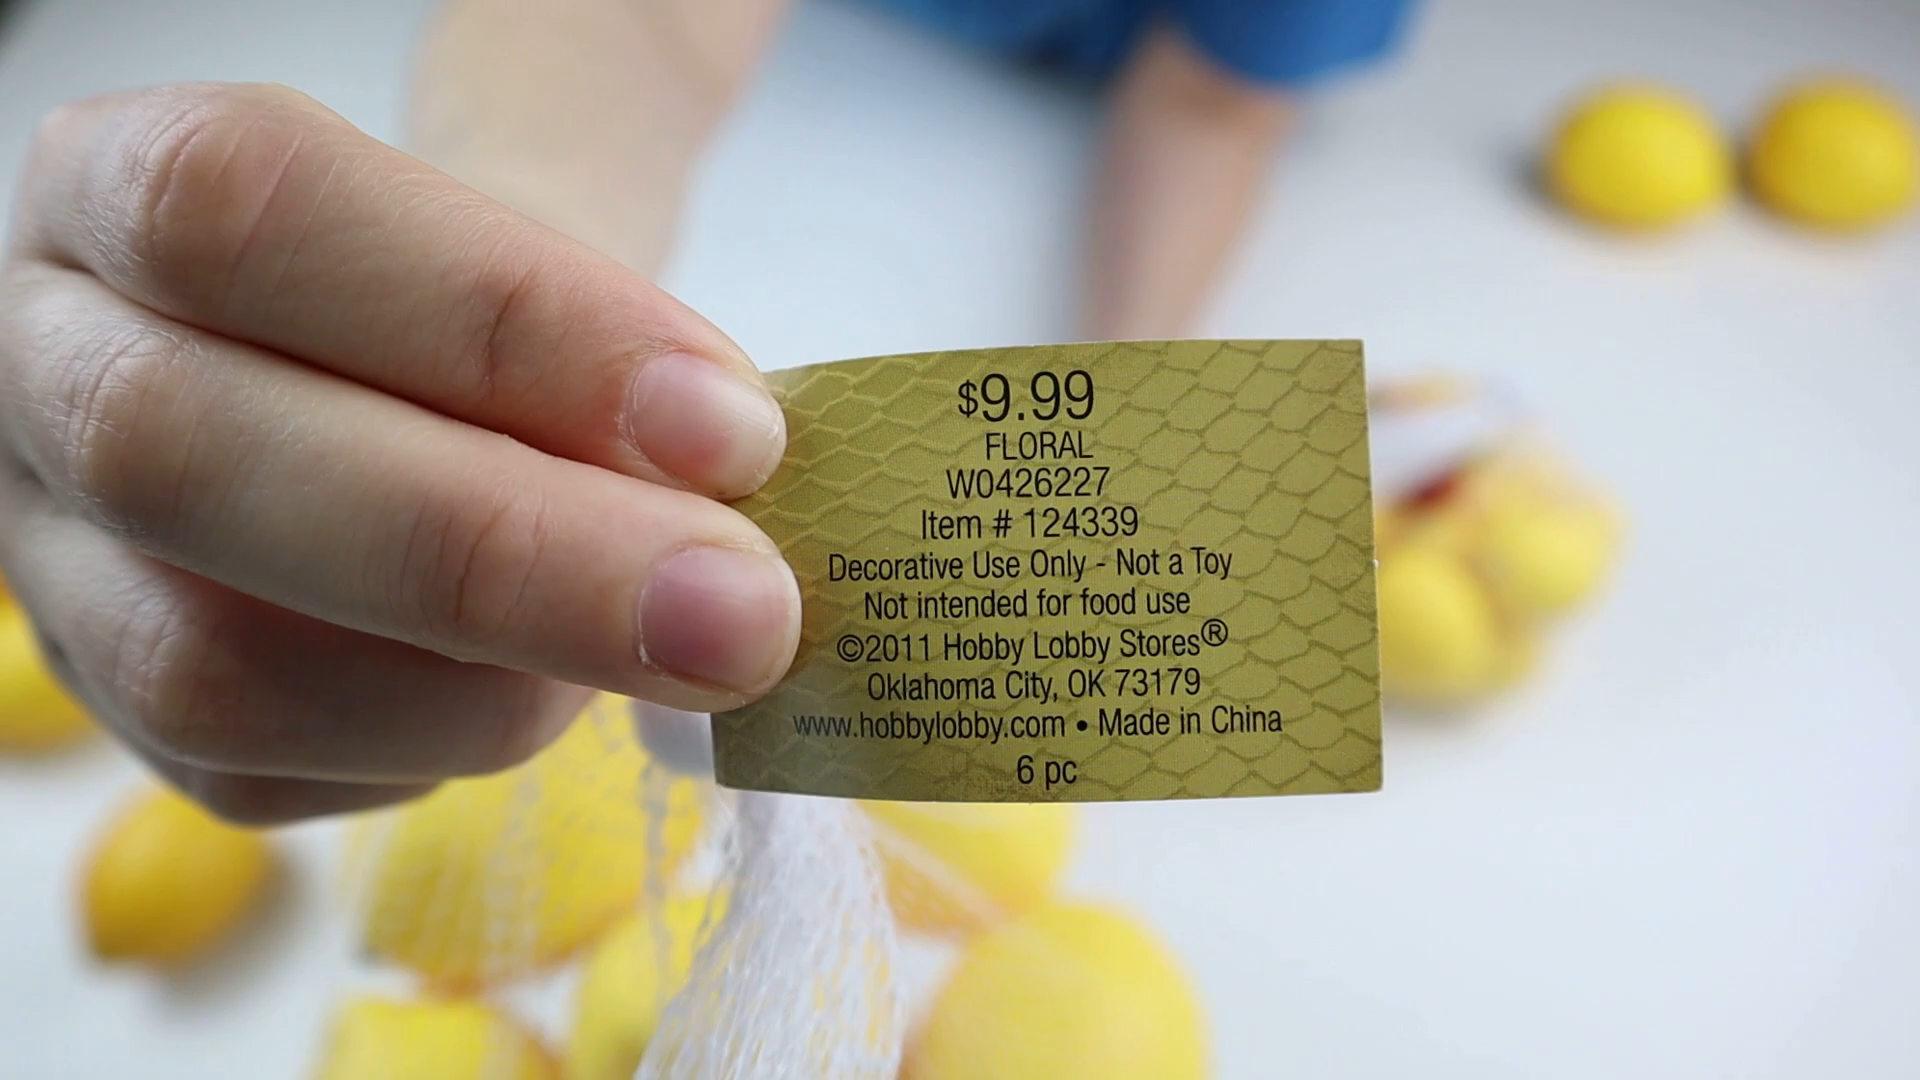 $9.99
FLORAL
W0426227
Item # 124339
Decorative Use Only - Not a Toy
Not intended for food use
©2011 Hobby Lobby Stores®
Oklahoma City, OK 73179
www.hobbylobby.com • Made in China
6 pc